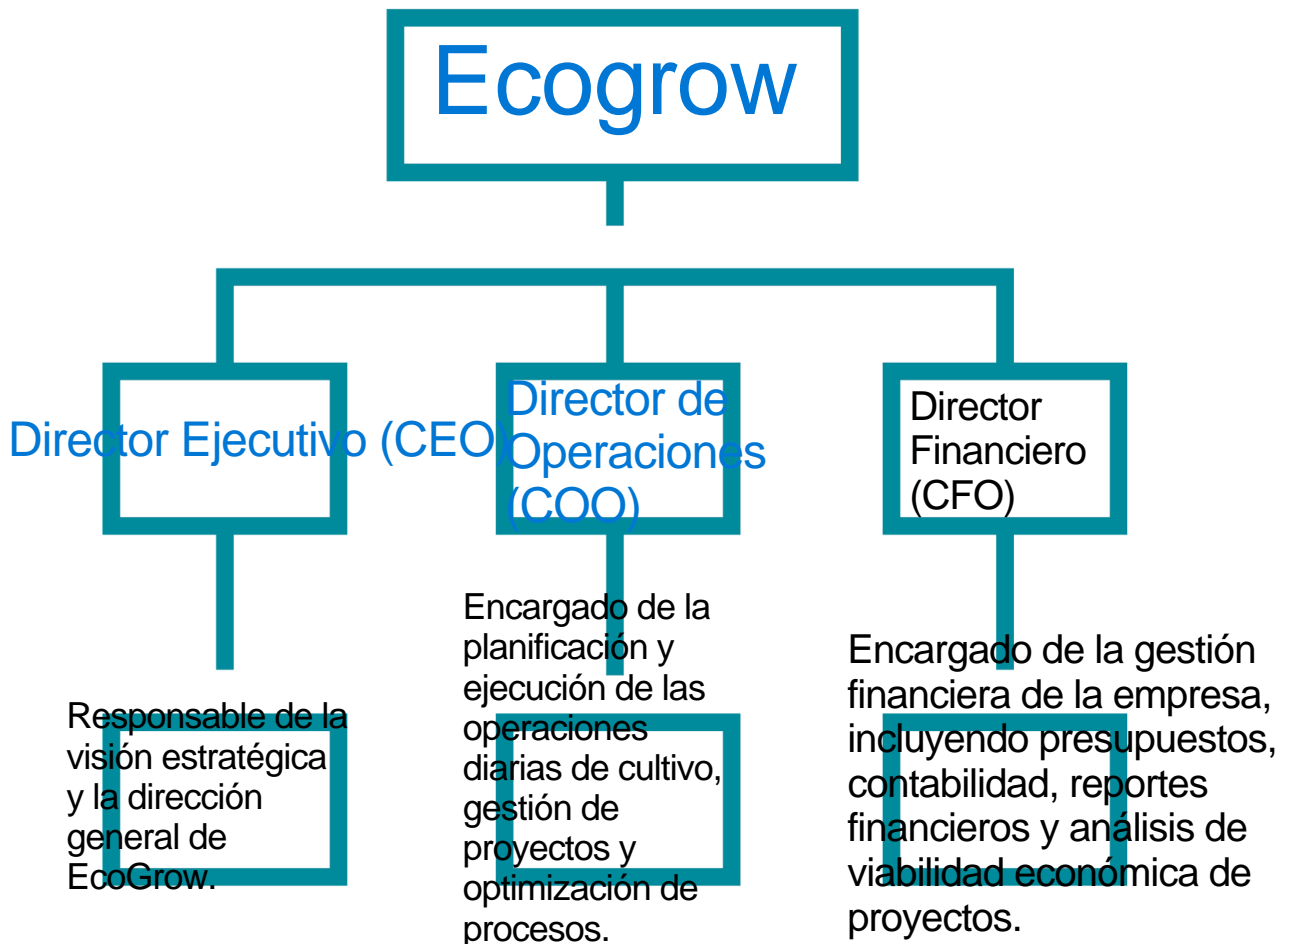 Ecogrow
Director Ejecutivo (CEO)
Director de
Operaciones
(COO)
Director
Financiero
(CFO)
Responsable de la
visión estratégica
y la dirección
general de
EcoGrow.
Encargado de la
planificación y
ejecución de las
operaciones
diarias de cultivo,
gestión de
proyectos y
optimización de
procesos.
Encargado de la gestión
financiera de la empresa,
incluyendo presupuestos,
contabilidad, reportes
financieros y análisis de
viabilidad económica de
proyectos.